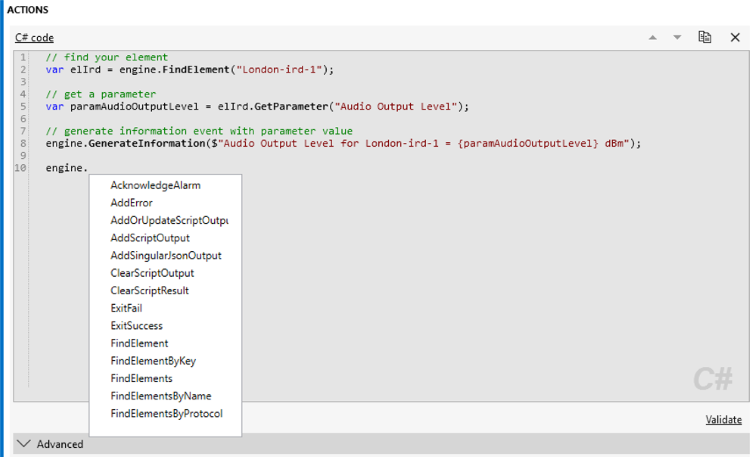 ACTIONS
C# code
1 // find your element
2 var elIrd = engine.FindElement("London-ird-1");
3
4 // get a parameter
5 var paramAudioOutputLevel = elIrd.GetParameter("Audio Output Level");
6
7 // generate information event with parameter value
8 engine.GenerateInformation($"Audio Output Level for London-ird-1 = {paramAudioOutputLevel} dBm");
9
10 engine.
AcknowledgeAlarm
AddError
AddOrUpdateScriptOutpu
AddScriptOutput
AddSingularJsonOutput
ClearScriptOutput
ClearScriptResult
ExitFail
ExitSuccess
FindElement
FindElementByKey
FindElements
FindElementsByName
FindElementsByProtocol
C#
Validate
Advanced